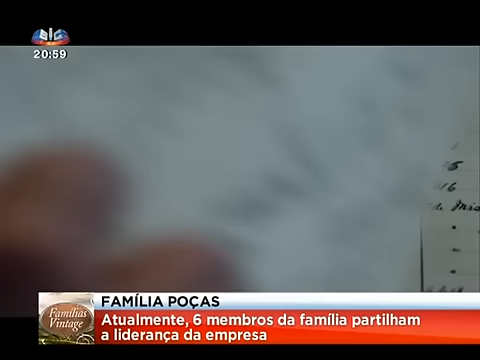 SIC
20:59
FAMÍLIA POÇAS
Famílias
Vintage
Atualmente, 6 membros da família partilham
a liderança da empresa